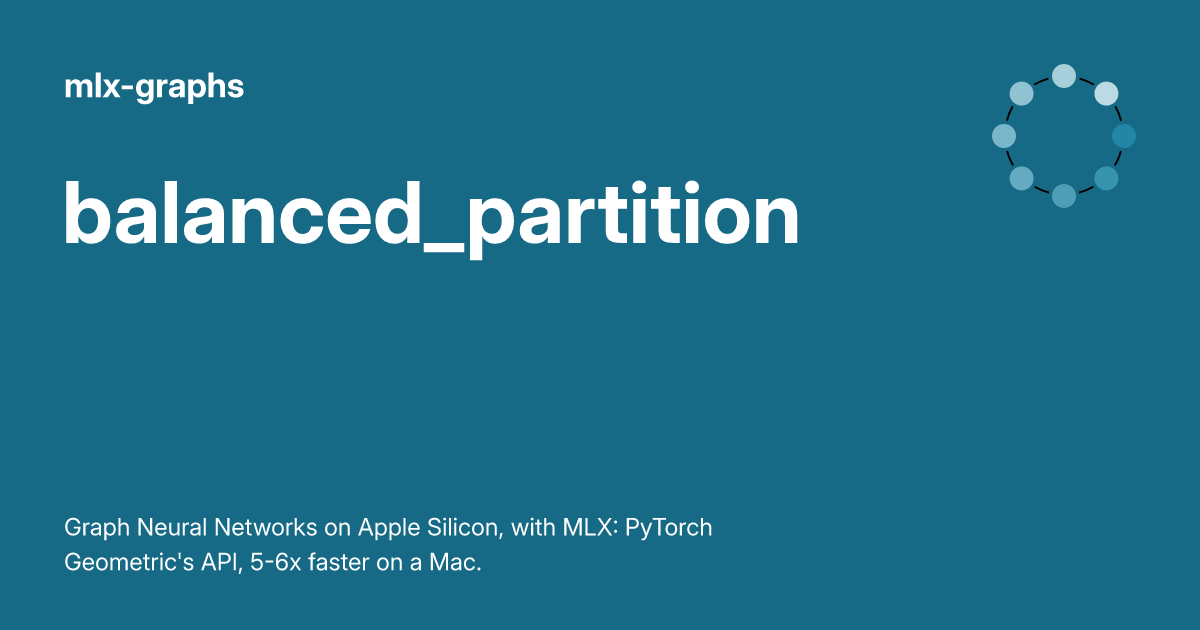 mlx-graphs
balanced_partition
Graph Neural Networks on Apple Silicon, with MLX: PyTorch
Geometric's API, 5-6x faster on a Mac.